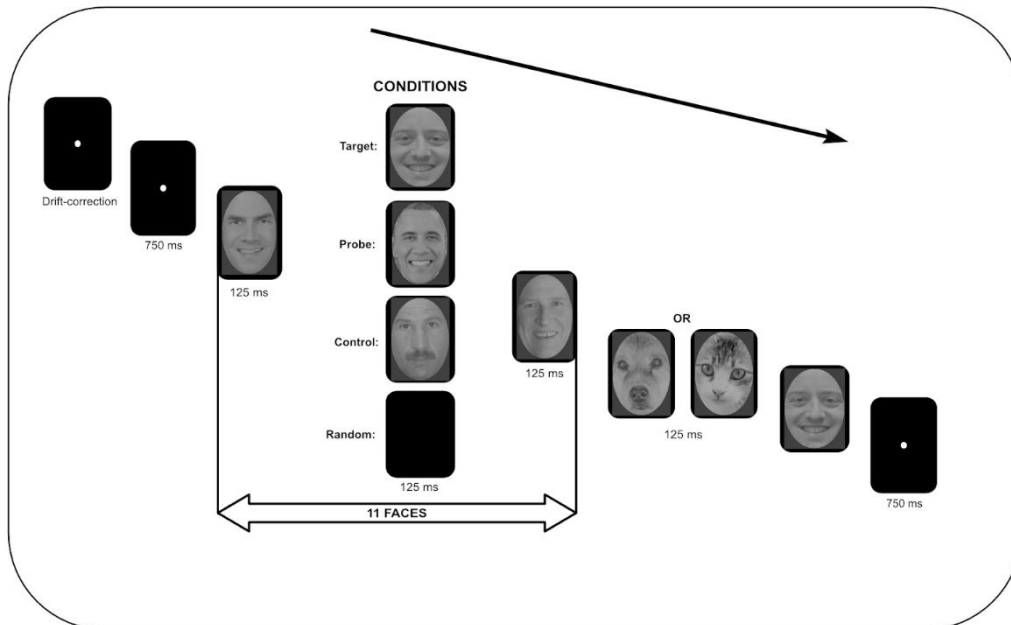 CONDITIONS
Target:
Drift-correction
750 ms
Probe:
125 ms
Control:
OR
125 ms
125 ms
Random:
125 ms
11 FACES
750 ms